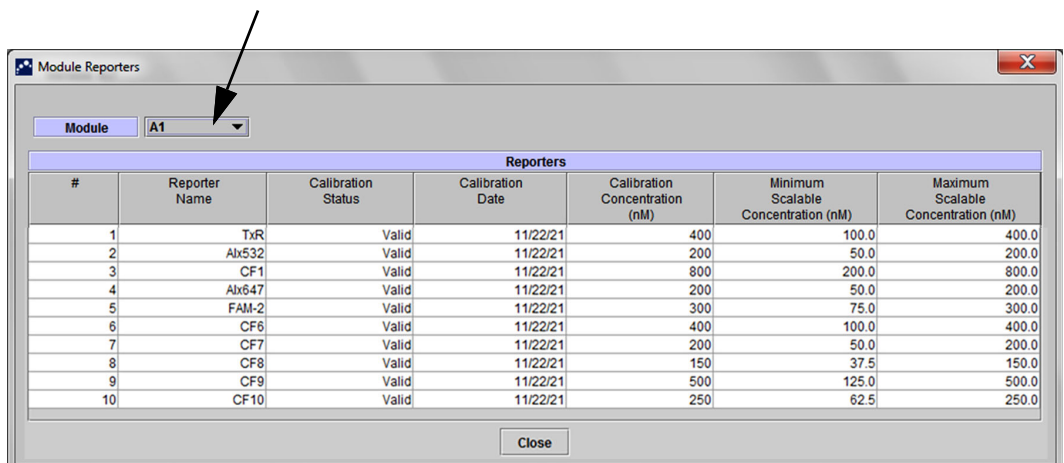 Module Reporters
Module A1
Reporters
# Reporter Name Calibration Status Calibration Date Calibration Concentration (nM) Minimum Scalable Concentration (nM) Maximum Scalable Concentration (nM)
1 TxR Valid 11/22/21 400 100.0 400.0
2 Alx532 Valid 11/22/21 200 50.0 200.0
3 CF1 Valid 11/22/21 800 200.0 800.0
4 Alx647 Valid 11/22/21 200 50.0 200.0
5 FAM-2 Valid 11/22/21 300 75.0 300.0
6 CF6 Valid 11/22/21 400 100.0 400.0
7 CF7 Valid 11/22/21 200 50.0 200.0
8 CF8 Valid 11/22/21 150 37.5 150.0
9 CF9 Valid 11/22/21 500 125.0 500.0
10 CF10 Valid 11/22/21 250 62.5 250.0
Close